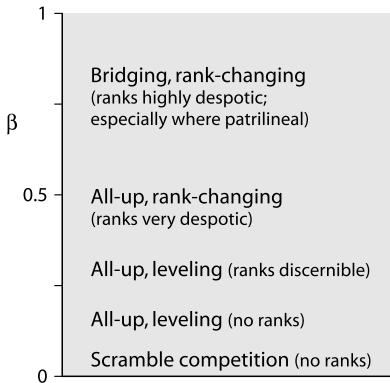 1
Bridging, rank-changing
(ranks highly despotic;
especially where patrilineal)
β
0.5
All-up, rank-changing
(ranks very despotic)
All-up, leveling (ranks discernible)
All-up, leveling (no ranks)
Scramble competition (no ranks)
0